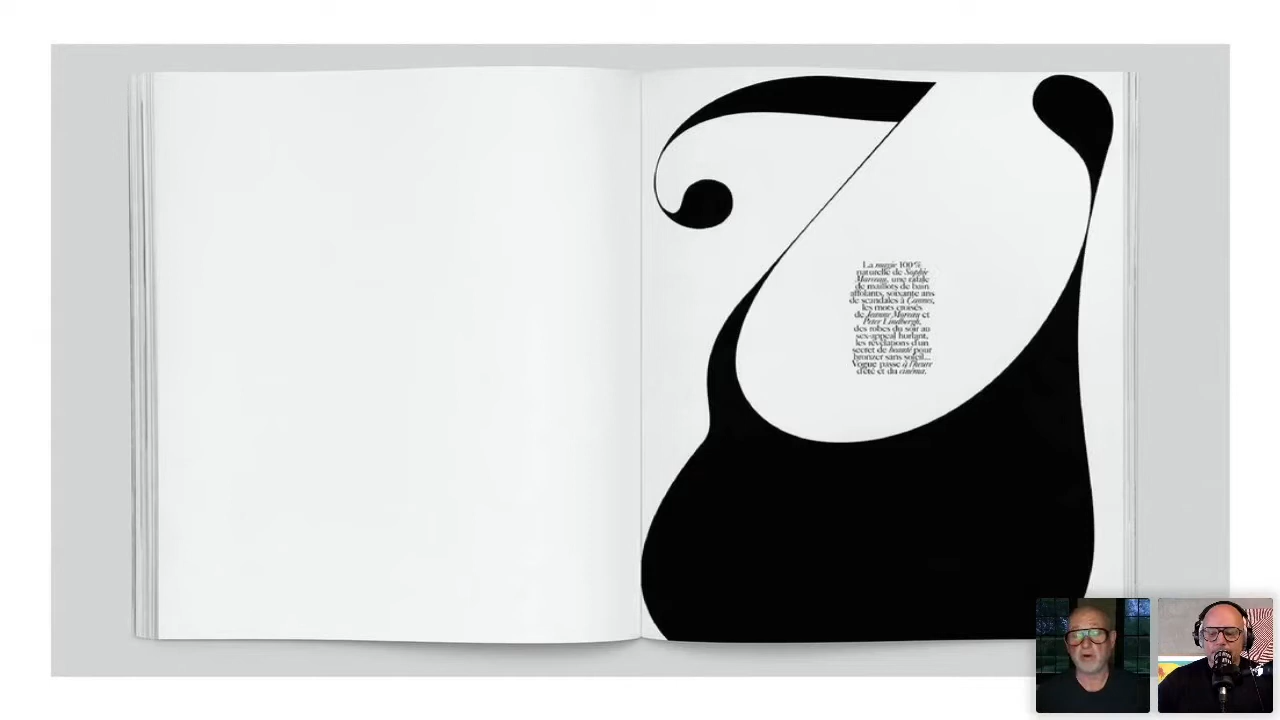 La magie 100%
naturelle de Sophie
Marceau, une rafale
de maillots de bain
affolants, soixante ans
de scandales à Cannes,
les mots croisés
de Jeanne Moreau et
Peter Lindbergh,
des robes du soir au
sex-appeal hurlant,
les révélations d'un
secret de beauté pour
bronzer sans soleil...
Vogue passe à l'heure
d'été et du cinéma.